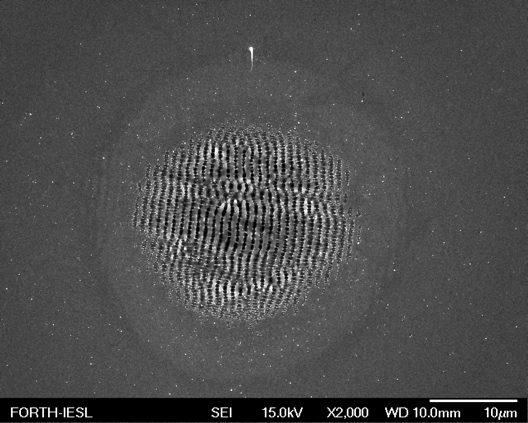 FORTH-IESL SEI 15.0kV X2,000 WD 10.0mm 10μm